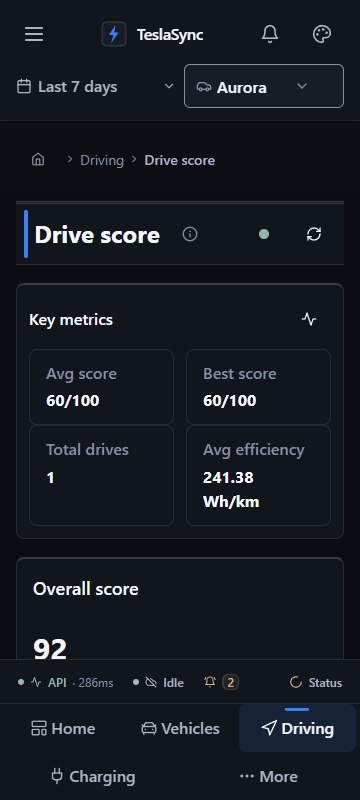 TeslaSync
Last 7 days
Aurora
Driving
Drive score
Drive score
Key metrics
Avg score
60/100
Best score
60/100
Total drives
1
Avg efficiency
241.38
Wh/km
Overall score
92
API · 286ms
Idle
2
Status
Home
Vehicles
Driving
Charging
More